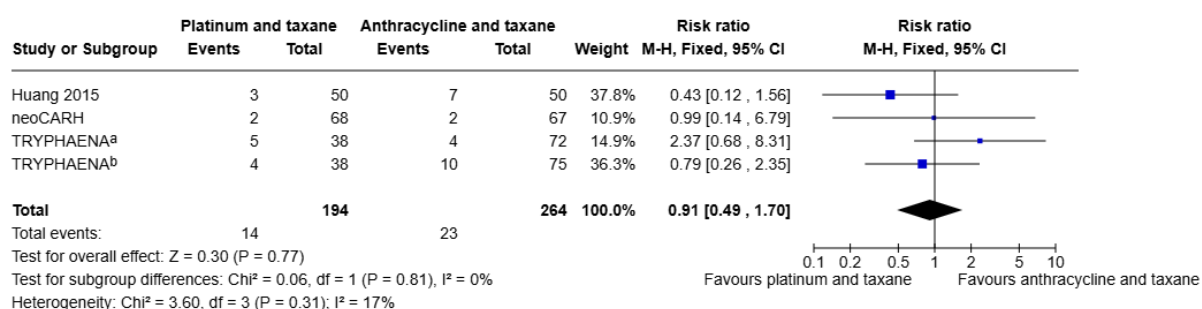 Platinum and taxane Anthracycline and taxane Risk ratio Risk ratio
Study or Subgroup Events Total Events Total Weight M-H, Fixed, 95% CI M-H, Fixed, 95% CI
Huang 2015 3 50 7 50 37.8% 0.43 [0.12 , 1.56]
neoCARH 2 68 2 67 10.9% 0.99 [0.14 , 6.79]
TRYPHAENAᵃ 5 38 4 72 14.9% 2.37 [0.68 , 8.31]
TRYPHAENAᵇ 4 38 10 75 36.3% 0.79 [0.26 , 2.35]
Total 194 264 100.0% 0.91 [0.49 , 1.70]
Total events: 14 23
Test for overall effect: Z = 0.30 (P = 0.77)
0.1 0.2 0.5 1 2 5 10
Test for subgroup differences: Chi² = 0.06, df = 1 (P = 0.81), I² = 0%
Favours platinum and taxane Favours anthracycline and taxane
Heterogeneity: Chi² = 3.60, df = 3 (P = 0.31); I² = 17%